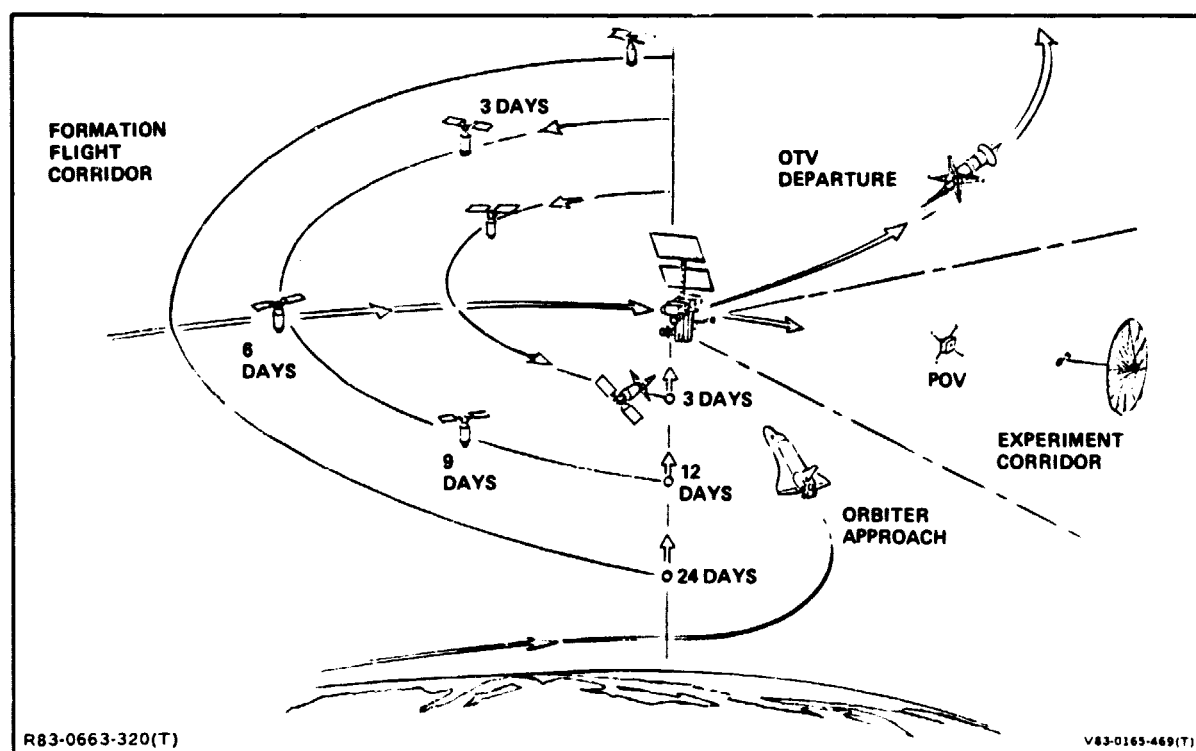 3 DAYS
FORMATION
FLIGHT
CORRIDOR
OTV
DEPARTURE
6
DAYS
POV
3 DAYS
EXPERIMENT
CORRIDOR
9
DAYS
12
DAYS
ORBITER
APPROACH
24 DAYS
R83-0663-320(T)
V83-0165-469(T)